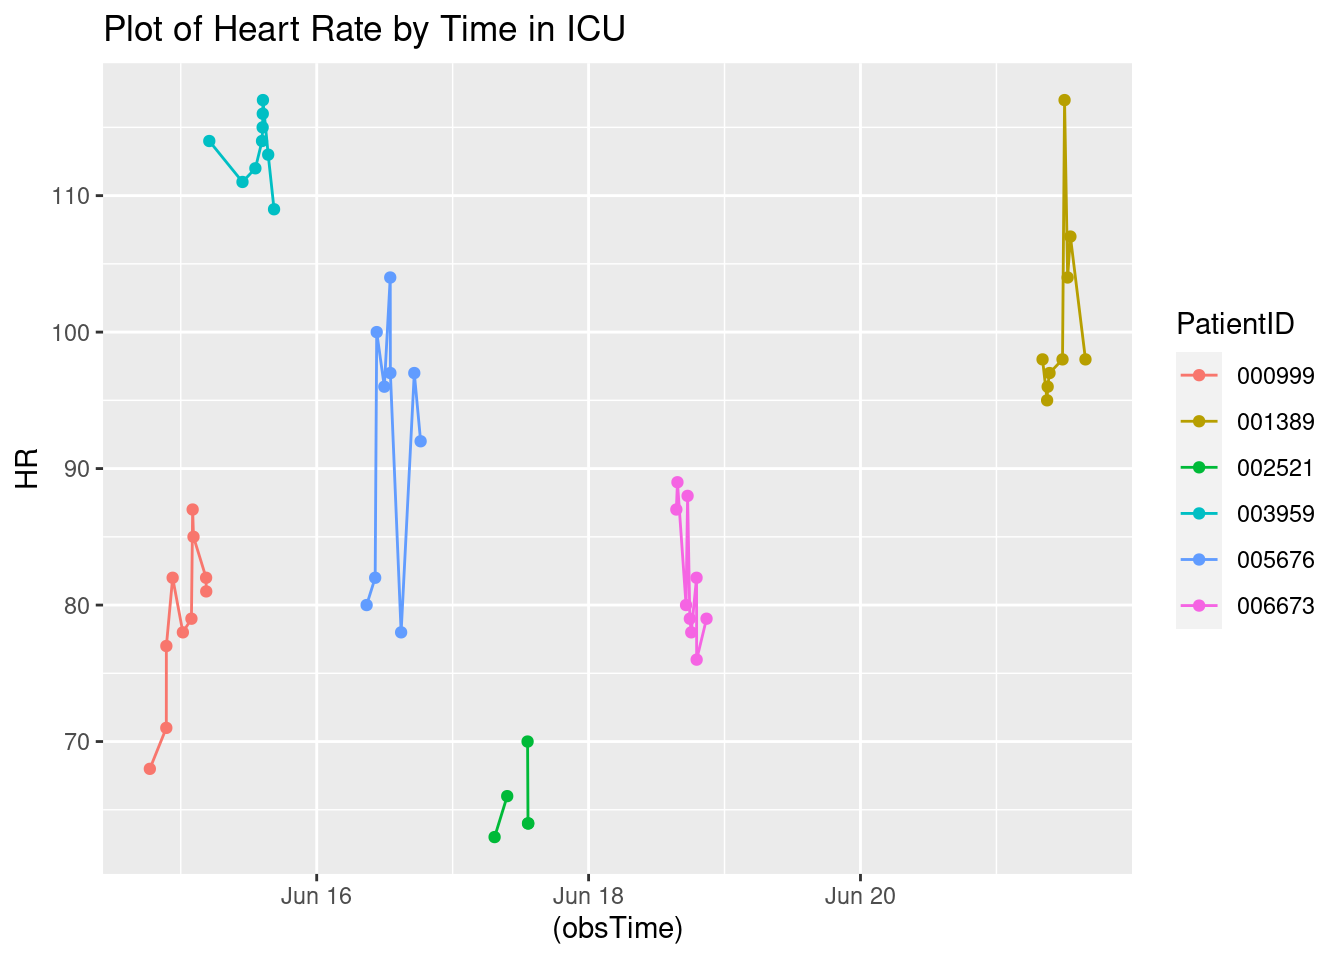 Plot of Heart Rate by Time in ICU
HR
110
100
90
80
70
Jun 16
Jun 18
Jun 20
(obsTime)
PatientID
000999
001389
002521
003959
005676
006673